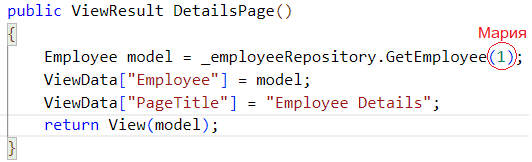 public ViewResult DetailsPage()
Мария
{
Employee model = _employeeRepository.GetEmployee(1);
ViewData["Employee"] = model;
ViewData["PageTitle"] = "Employee Details";
return View(model);
}